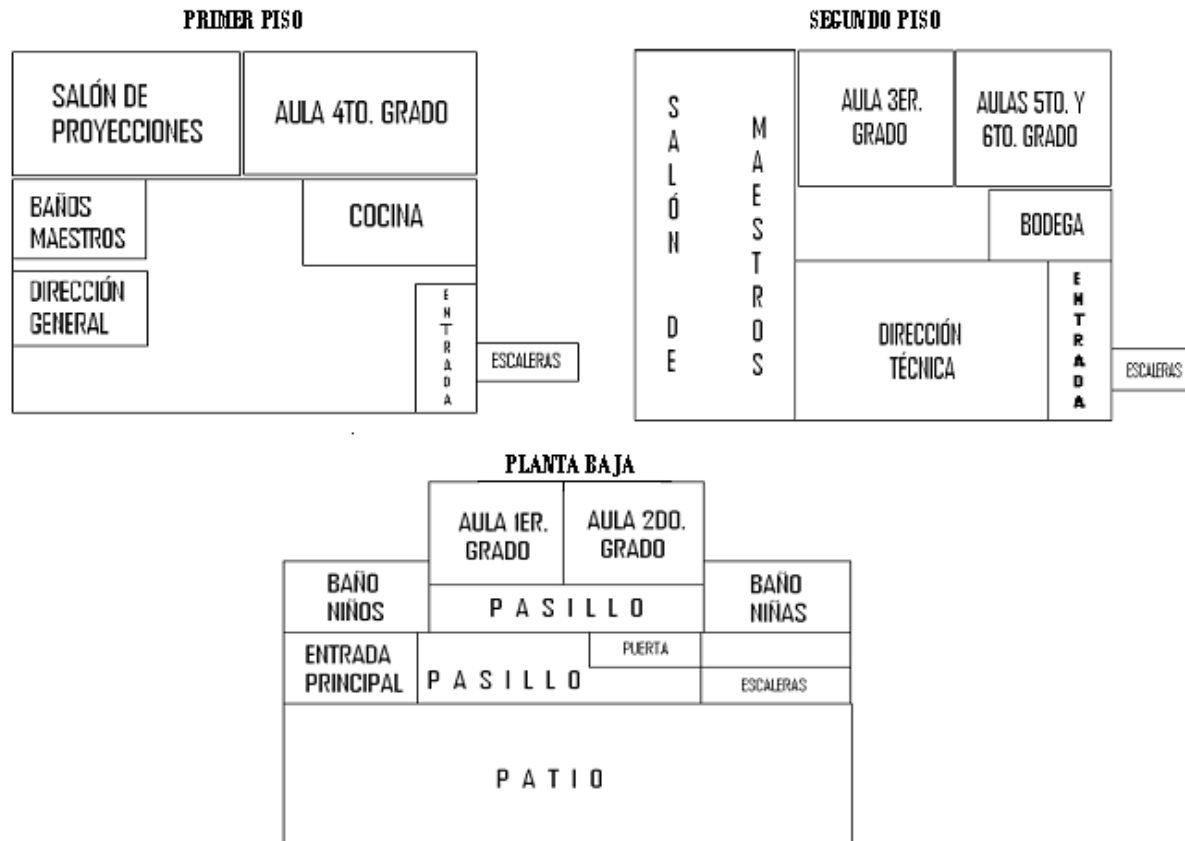 PRIMER PISO
SALÓN DE
PROYECCIONES
AULA 4TO. GRADO
BAÑOS
MAESTROS
COCINA
DIRECCIÓN
GENERAL
ENTRADA
ESCALERAS
SEGUNDO PISO
SALÓN DE
MAESTROS
AULA 3ER.
GRADO
AULAS 5TO. Y
6TO. GRADO
BODEGA
DIRECCIÓN
TÉCNICA
ENTRADA
ESCALERAS
PLANTA BAJA
AULA 1ER.
GRADO
AULA 2DO.
GRADO
BAÑO
NIÑOS
PASILLO
BAÑO
NIÑAS
ENTRADA
PRINCIPAL
PASILLO
PUERTA
ESCALERAS
PATIO